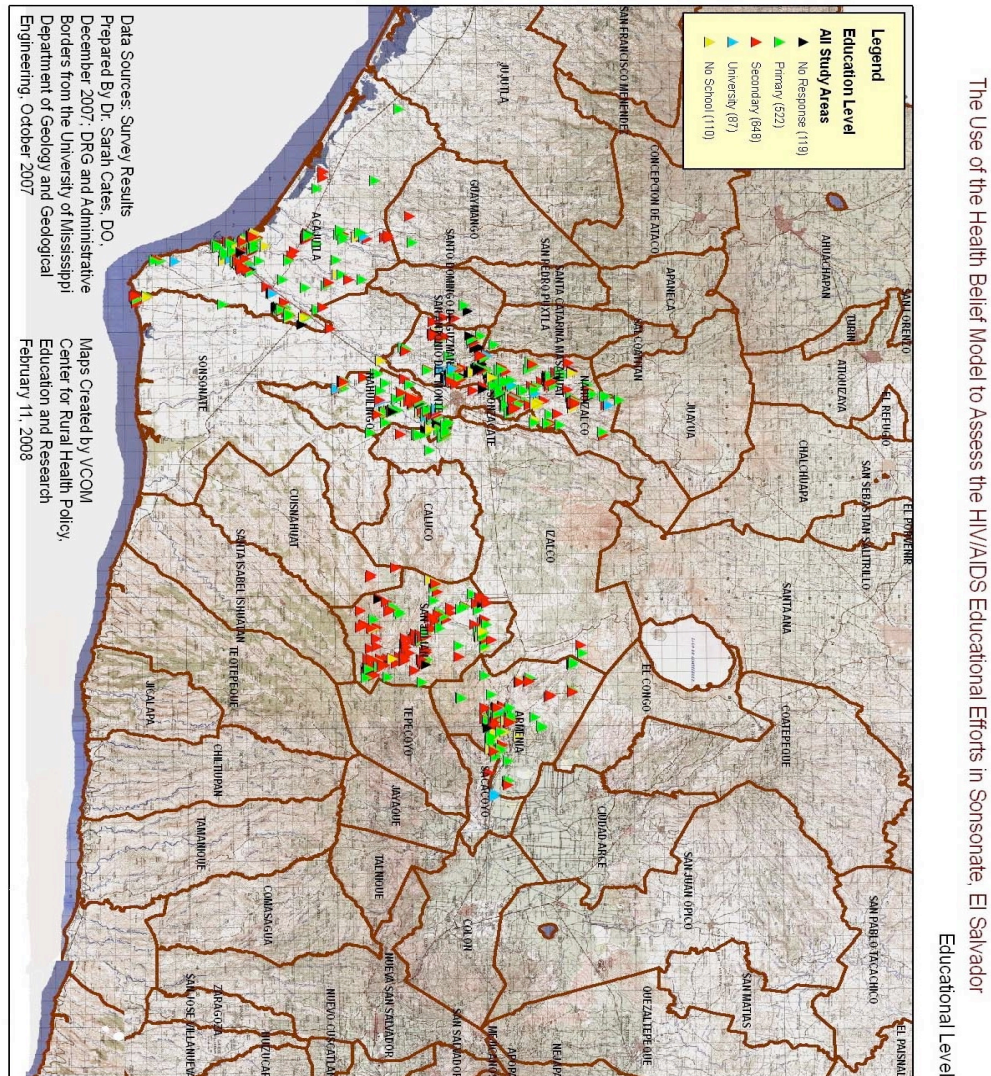 The Use of the Health Belief Model to Assess the HIV/AIDS Educational Efforts in Sonsonate, El Salvador
Educational Level
Legend
Education Level
All Study Areas
No Response (119)
Primary (522)
Secondary (648)
University (87)
No School (110)
SAN LORENZO
EL REFUGIO
EL PORVENIR
TURIN
ATIQUIZAYA
SAN SEBASTIAN SALITRILLO
AHUACHAPAN
CHALCHUAPA
SANTA ANA
COATEPEQUE
SAN PABLO TACACHICO
EL PAISNAL
SAN FRANCISCO MENENDE
CONCEPCION DE ATACO
APANECA
SALCOATITAN
JUAYUA
EL CONGO
SAN JUAN OPICO
SAN MATIAS
QUEZALTEPEQUE
JUJUTLA
GUAYMANGO
SAN PEDRO PUXTLA
SANTA CATARINA MASAHUAT
NAHUIZALCO
IZALCO
CIUDAD ARCE
NEJAPA
SANTO DOMINGO DE GUZMAN
SAN ANTONIO DEL MONTE
SONZACATE
ARMENIA
SACACOYO
COLON
ACAJUTLA
NAHULINGO
CALUCO
SAN JULIAN
TEPECOYO
JAYAQUE
TALNIQUE
NUEVA SAN SALVADOR
SAN SALVADOR
SONSONATE
CUISNAHUAT
SANTA ISABEL ISHUATAN
TEOTEPEQUE
JICALAPA
CHILTIUPAN
TAMANIQUE
COMASAGUA
ZARAGOZA
SAN JOSE VILLANUEVA
Data Sources: Survey Results
Prepared By Dr. Sarah Cates, DO,
December 2007; DRG and Administrative
Borders from the University of Mississippi
Department of Geology and Geological
Engineering, October 2007
Maps Created by VCOM
Center for Rural Health Policy,
Education and Research
February 11, 2008